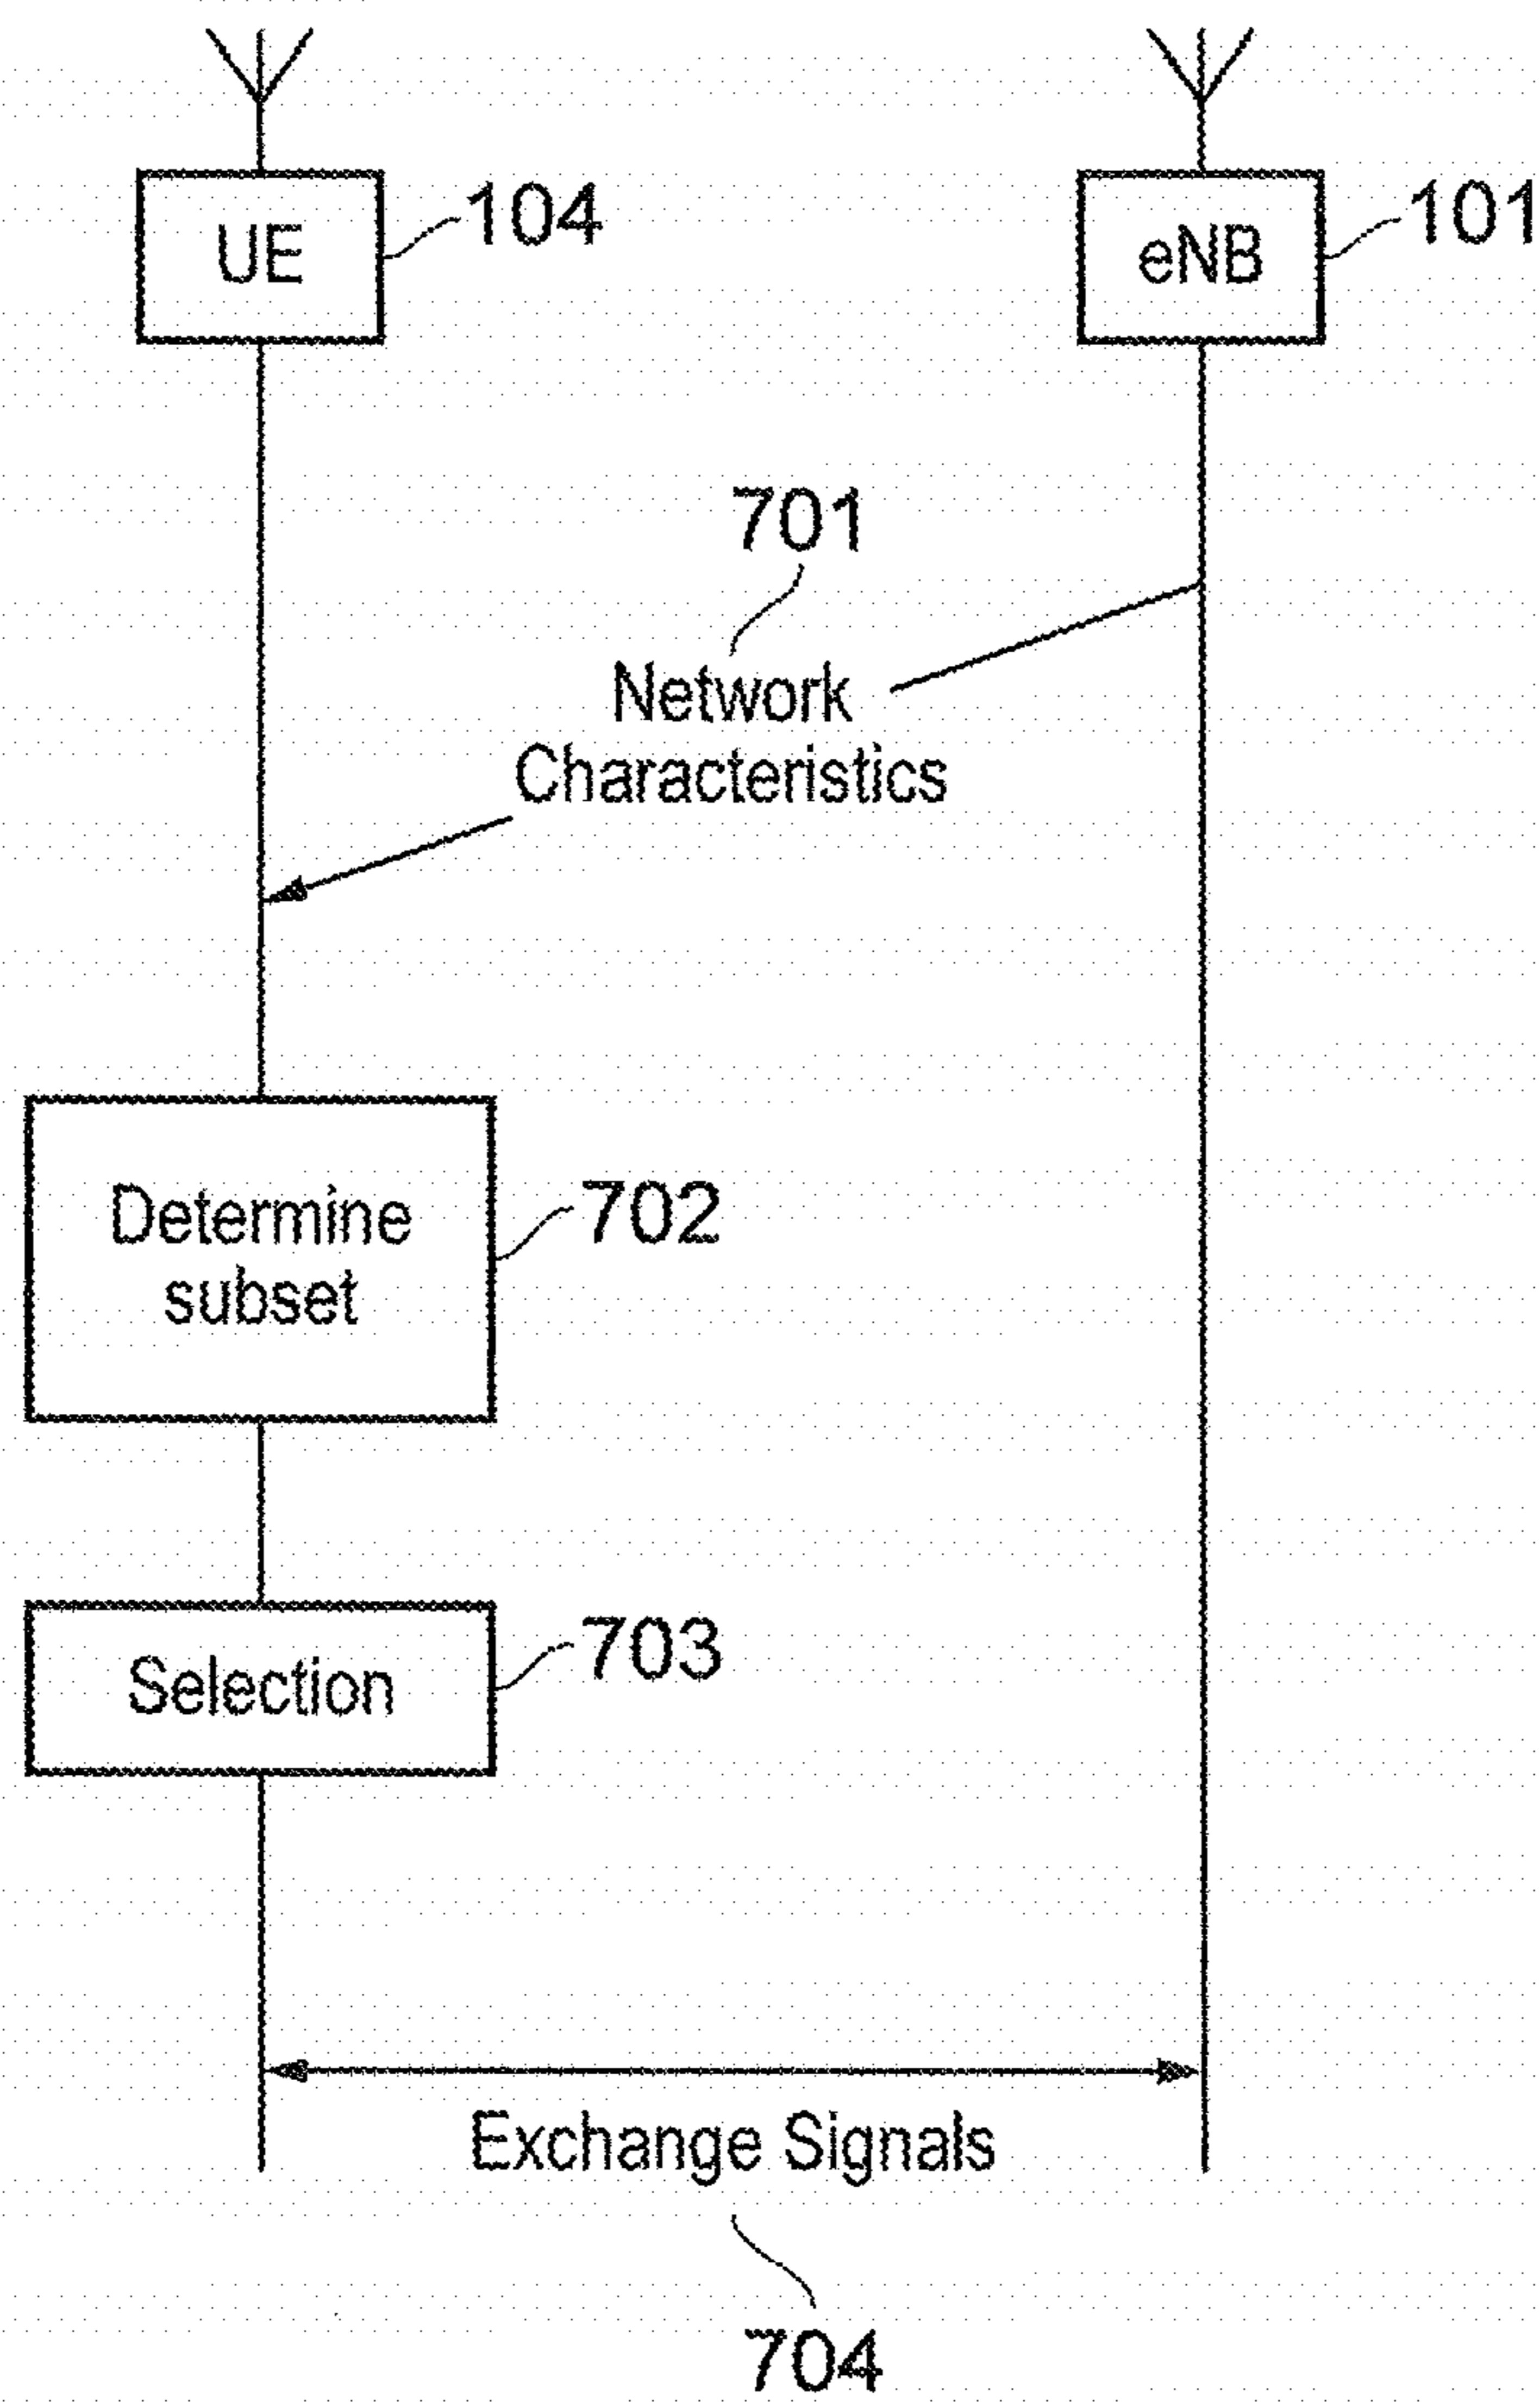 UE
104
eNB
101
701
Network
Characteristics
Determine
subset
702
Selection
703
Exchange Signals
704